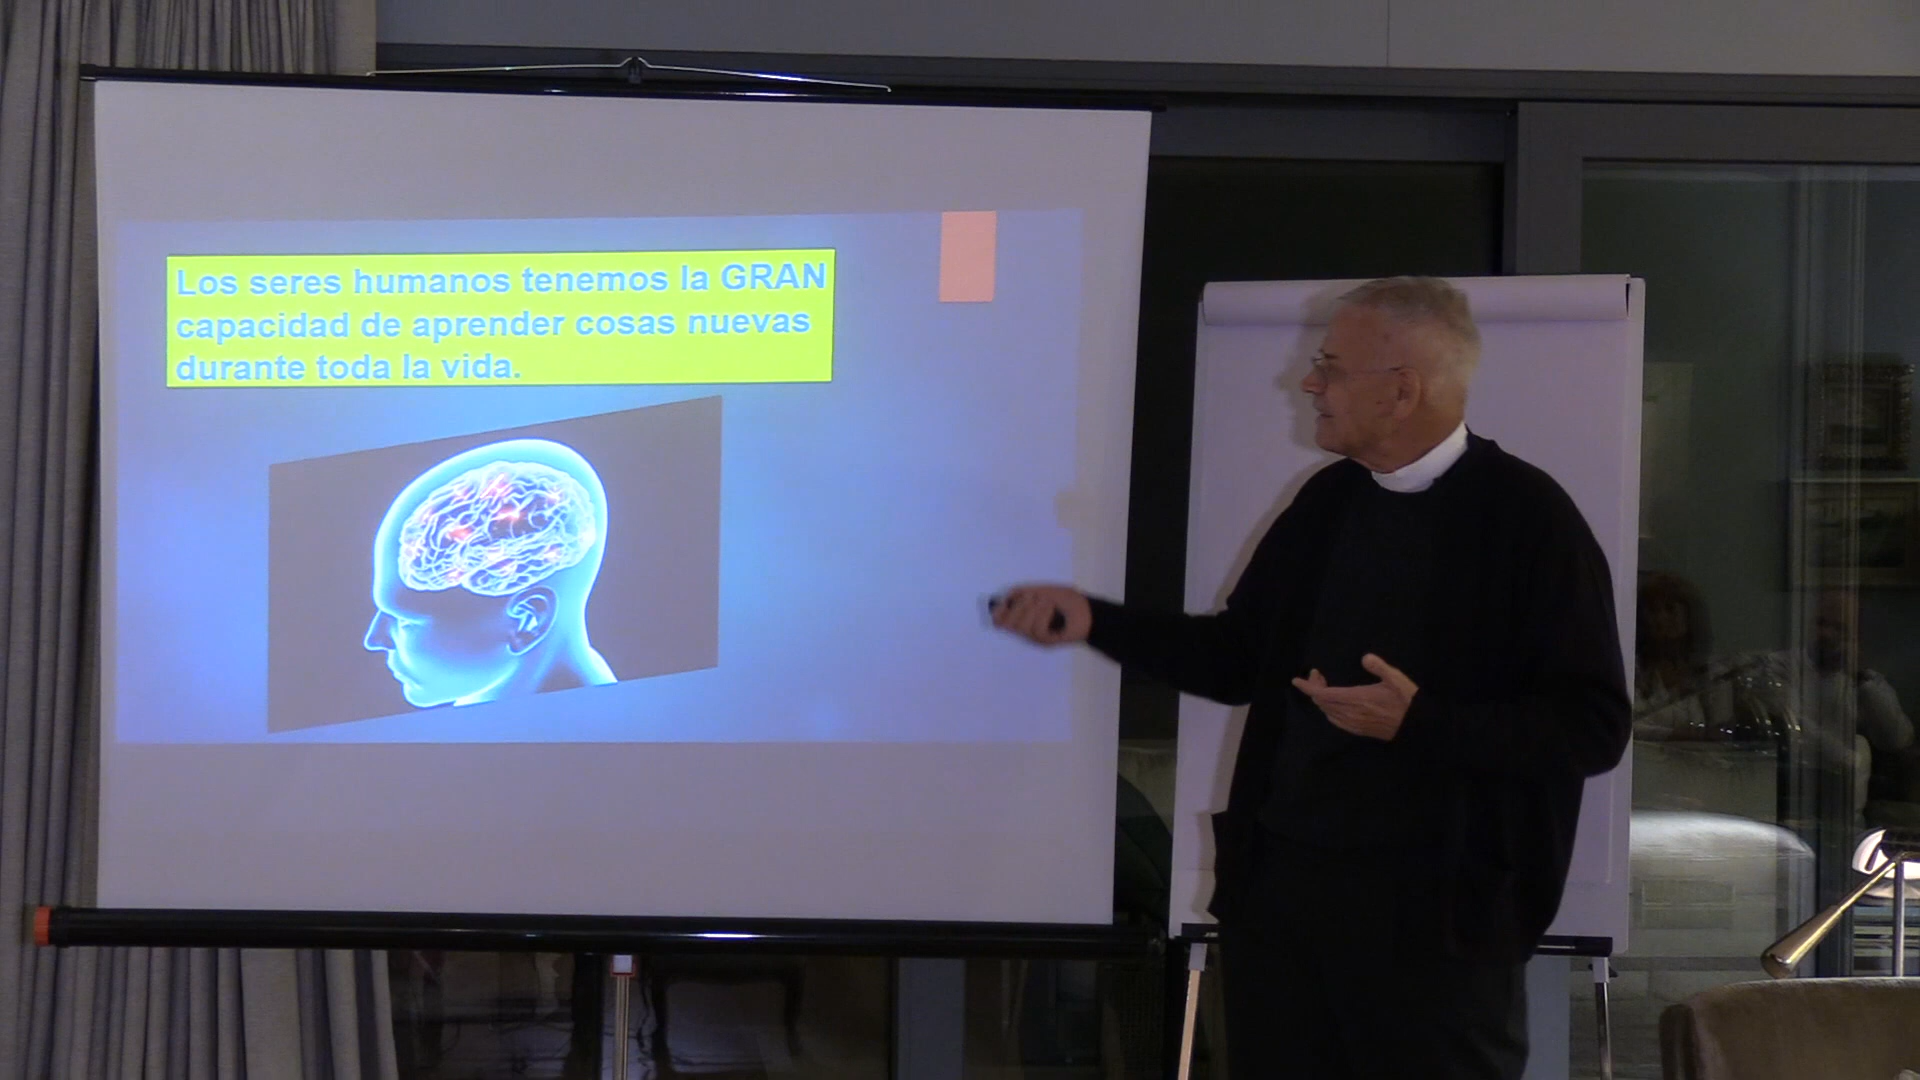 Los seres humanos tenemos la GRAN
capacidad de aprender cosas nuevas
durante toda la vida.